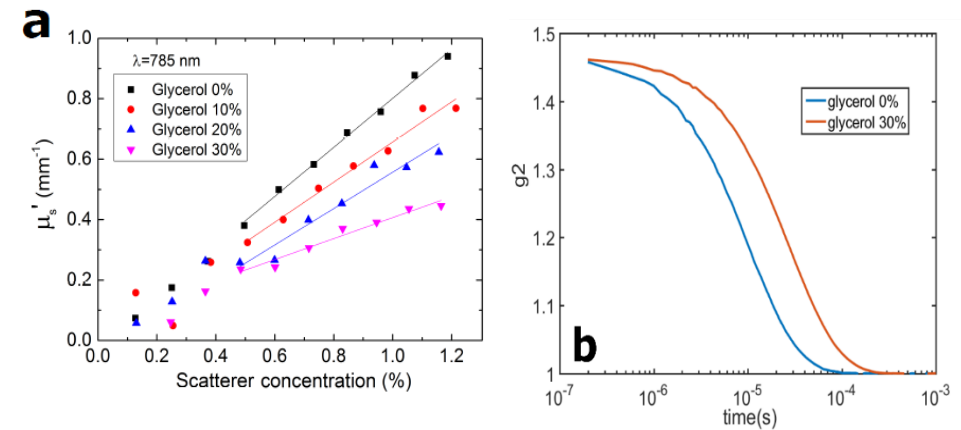 a
λ=785 nm
Glycerol 0%
Glycerol 10%
Glycerol 20%
Glycerol 30%
1.0
0.8
0.6
0.4
0.2
0.0
μs' (mm⁻¹)
0.0 0.2 0.4 0.6 0.8 1.0 1.2
Scatterer concentration (%)
1.5
1.4
1.3
1.2
1.1
1
g2
glycerol 0%
glycerol 30%
b
10⁻⁷ 10⁻⁶ 10⁻⁵ 10⁻⁴ 10⁻³
time(s)